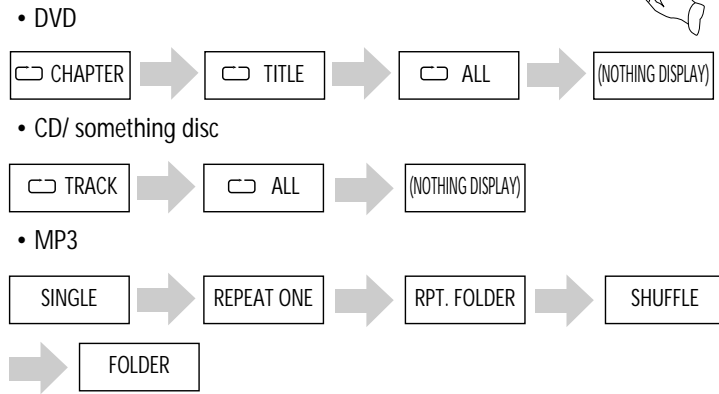 • DVD
CHAPTER TITLE ALL (NOTHING DISPLAY)
• CD/ something disc
TRACK ALL (NOTHING DISPLAY)
• MP3
SINGLE REPEAT ONE RPT. FOLDER SHUFFLE
FOLDER